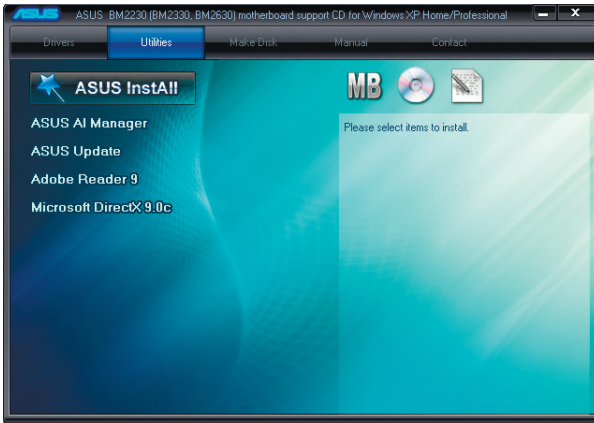 ASUS ASUS BM2230 (BM2330, BM2630) motherboard support CD for Windows XP Home/Professional
Drivers Utilities Make Disk Manual Contact
ASUS InstAll
MB
ASUS AI Manager
Please select items to install.
ASUS Update
Adobe Reader 9
Microsoft DirectX 9.0c